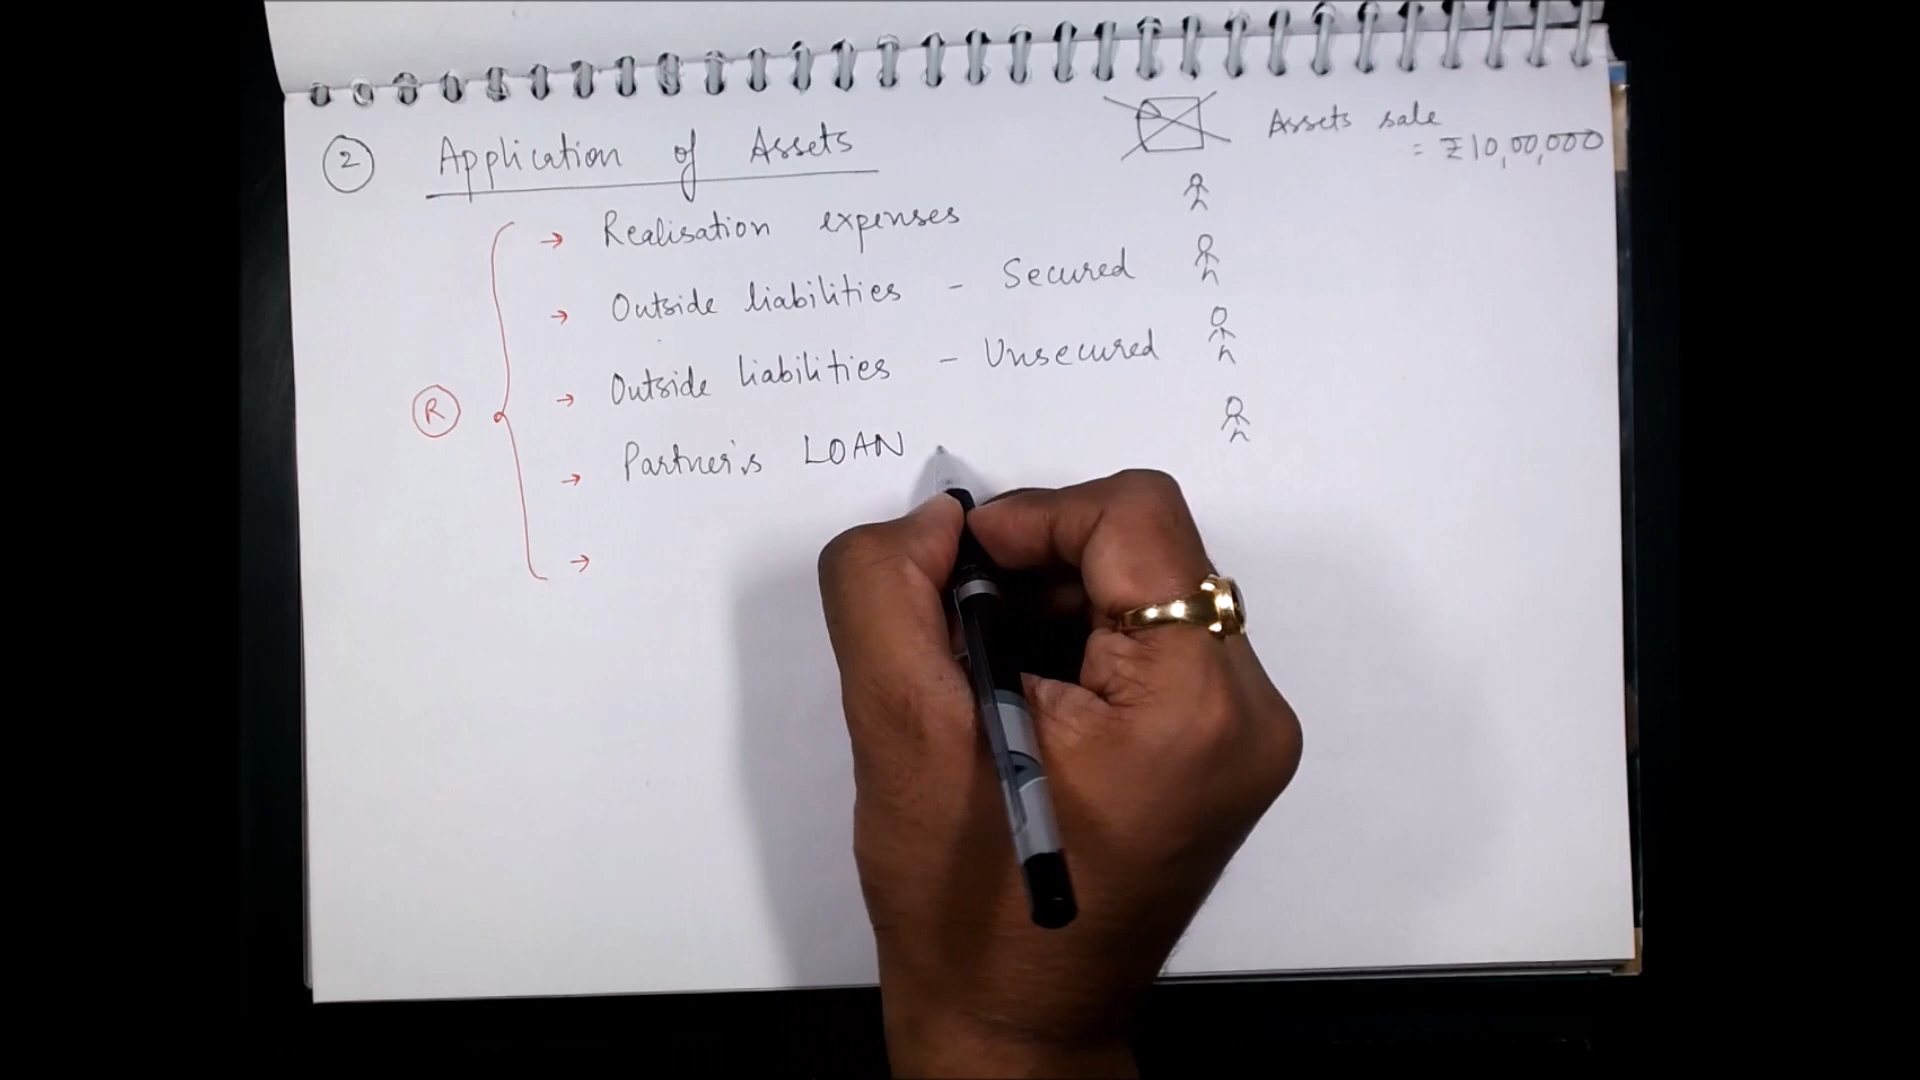 2 Application of Assets
Assets sale
= ₹10,00,000
→ Realisation expenses
→ Outside liabilities - Secured
→ Outside liabilities - Unsecured
R
→ Partner's LOAN
→